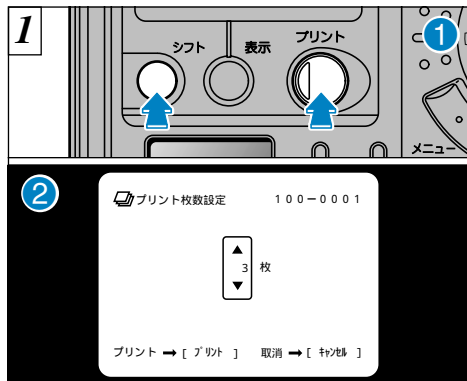 1
シフト 表示 プリント
1
メニュー
2
プリント枚数設定 100-0001
▲
3 枚
▼
プリント ➞ [ ﾌﾟﾘﾝﾄ ] 取消 ➞ [ ｷｬﾝｾﾙ ]